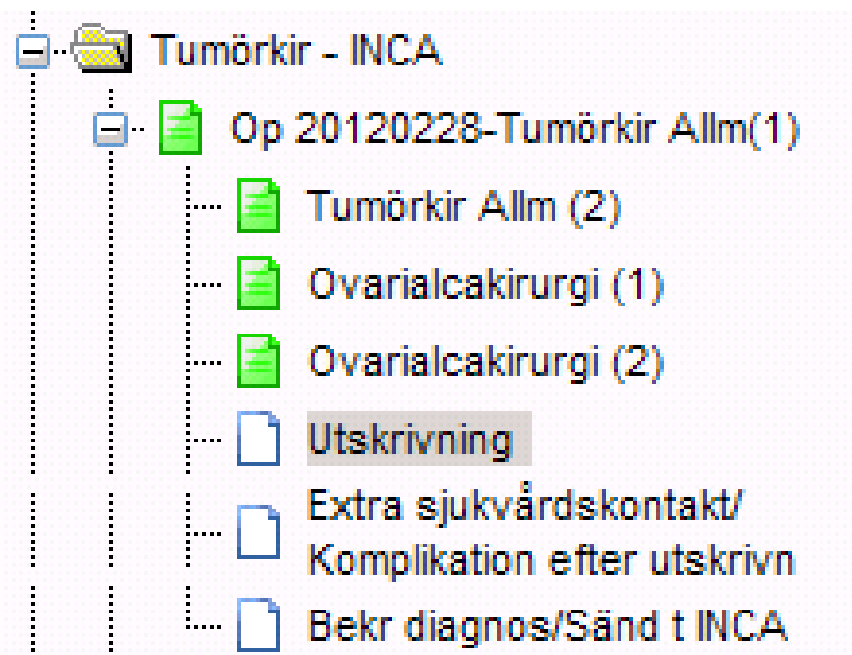 Tumörkir - INCA
Op 20120228-Tumörkir Allm(1)
Tumörkir Allm (2)
Ovarialcakirurgi (1)
Ovarialcakirurgi (2)
Utskrivning
Extra sjukvårdskontakt/
Komplikation efter utskrivn
Bekr diagnos/Sänd t INCA